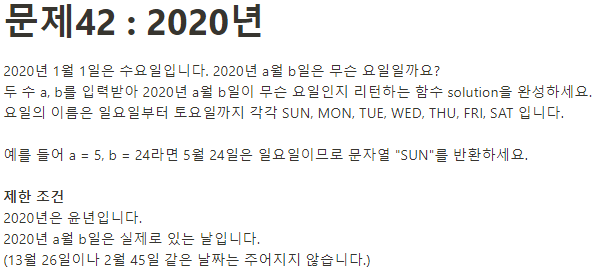 문제42 : 2020년
2020년 1월 1일은 수요일입니다. 2020년 a월 b일은 무슨 요일일까요?
두 수 a, b를 입력받아 2020년 a월 b일이 무슨 요일인지 리턴하는 함수 solution을 완성하세요.
요일의 이름은 일요일부터 토요일까지 각각 SUN, MON, TUE, WED, THU, FRI, SAT 입니다.
예를 들어 a = 5, b = 24라면 5월 24일은 일요일이므로 문자열 "SUN"를 반환하세요.
제한 조건
2020년은 윤년입니다.
2020년 a월 b일은 실제로 있는 날입니다.
(13월 26일이나 2월 45일 같은 날짜는 주어지지 않습니다.)